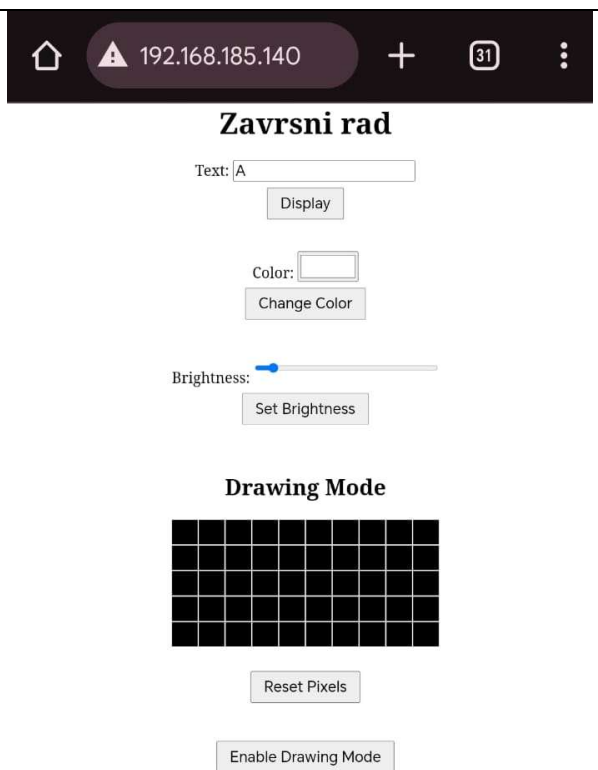 192.168.185.140
31
Zavrsni rad
Text: A
Display
Color:
Change Color
Brightness:
Set Brightness
Drawing Mode
Reset Pixels
Enable Drawing Mode